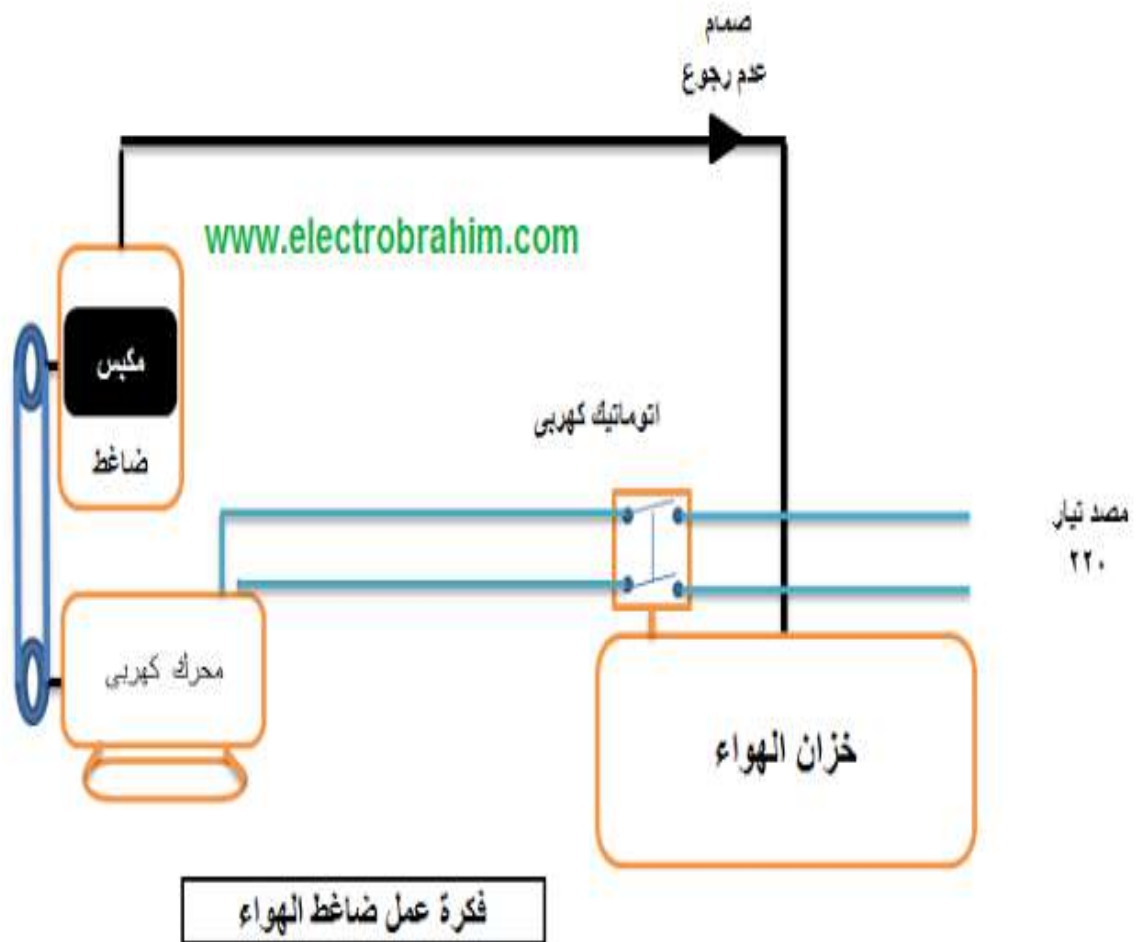 صمام
عدم رجوع
www.electrobrahim.com
مكبس
ضاغط
اتوماتيك كهربى
مصد تيار
٢٢٠
محرك كهربى
خزان الهواء
فكرة عمل ضاغط الهواء